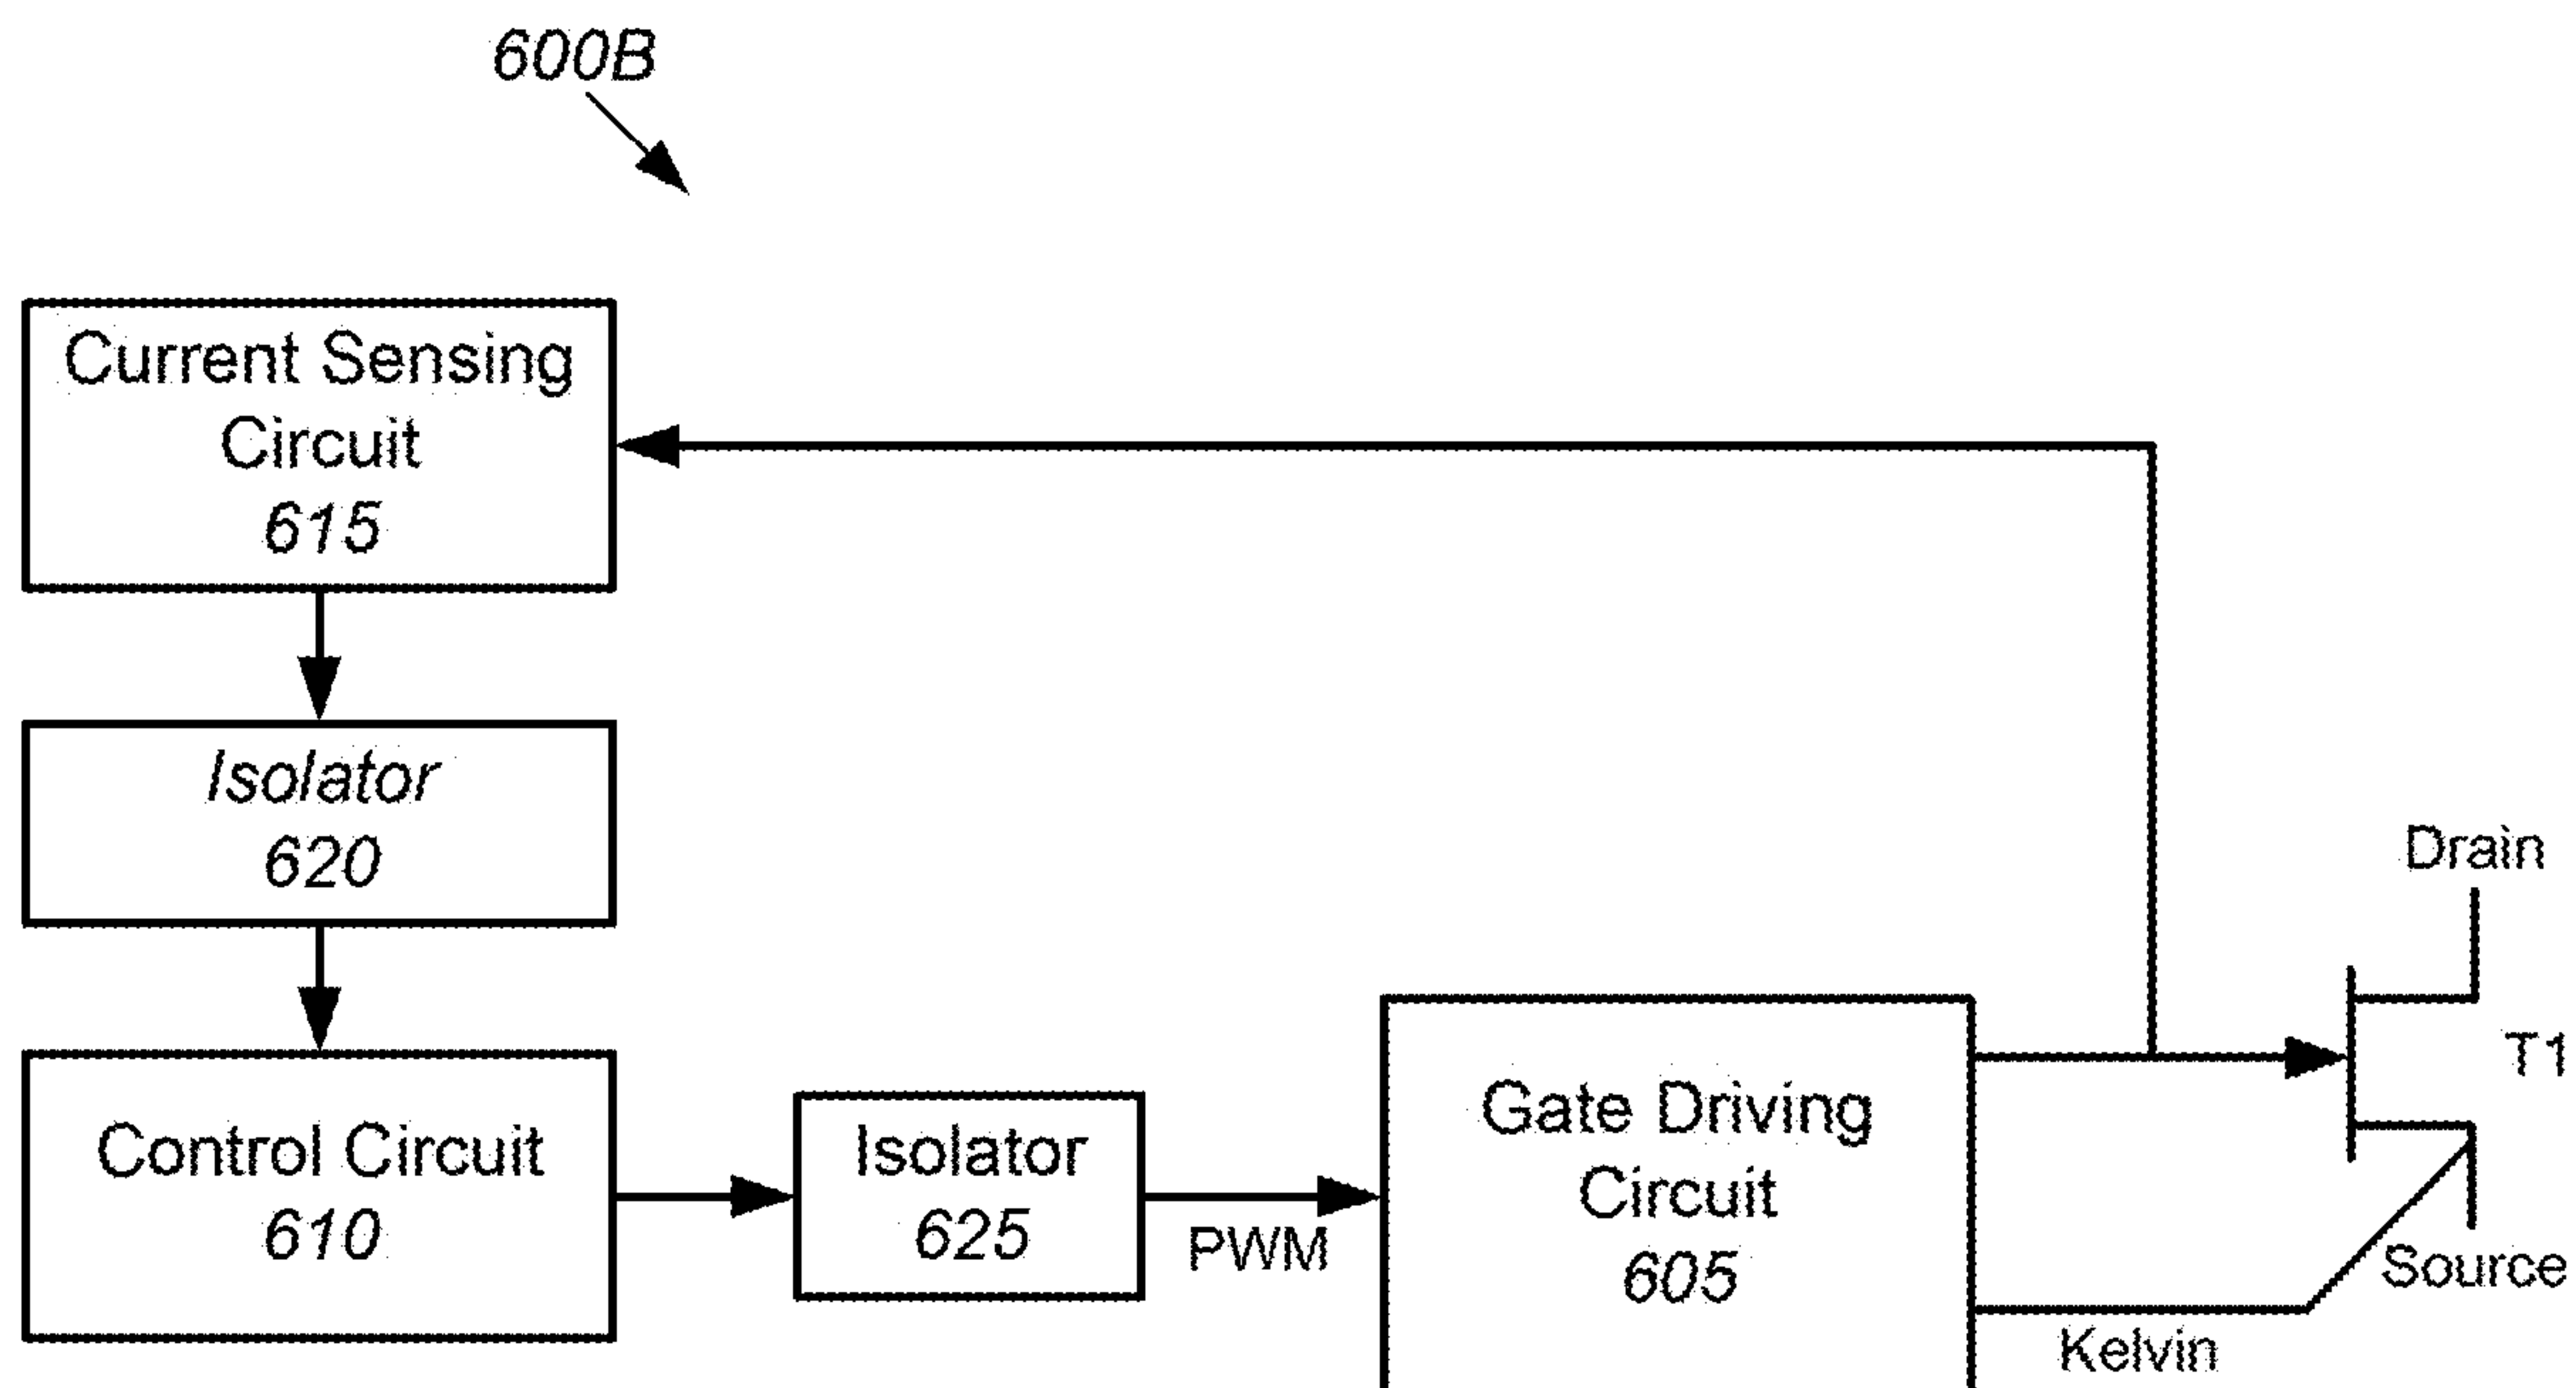 600B
Current Sensing
Circuit
615
Isolator
620
Drain
T1
Control Circuit
610
Isolator
625
PWM
Gate Driving
Circuit
605
Source
Kelvin